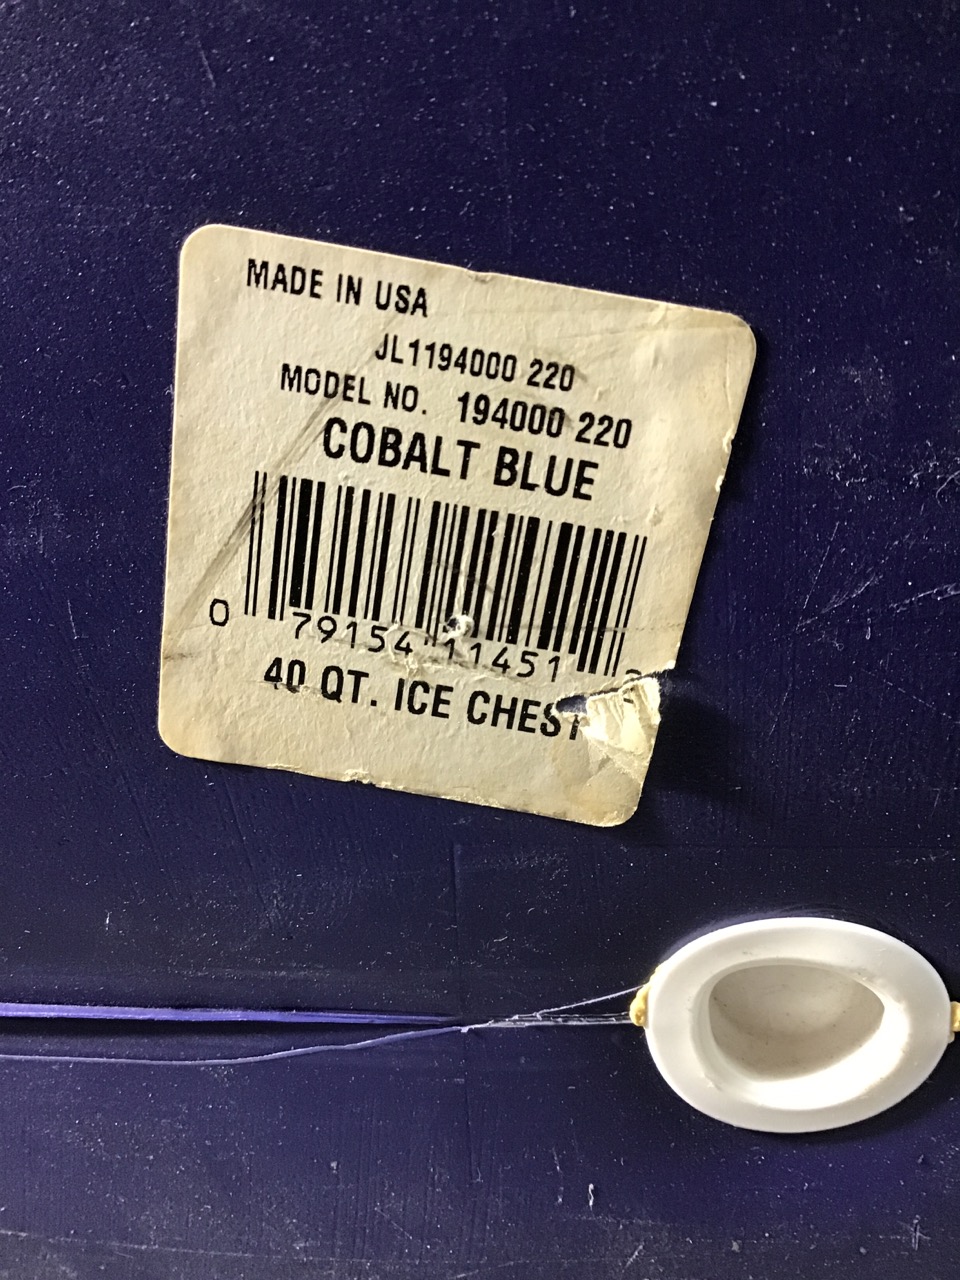 MADE IN USA
JL1194000 220
MODEL NO. 194000 220
COBALT BLUE
0 79154 11451
40 QT. ICE CHEST